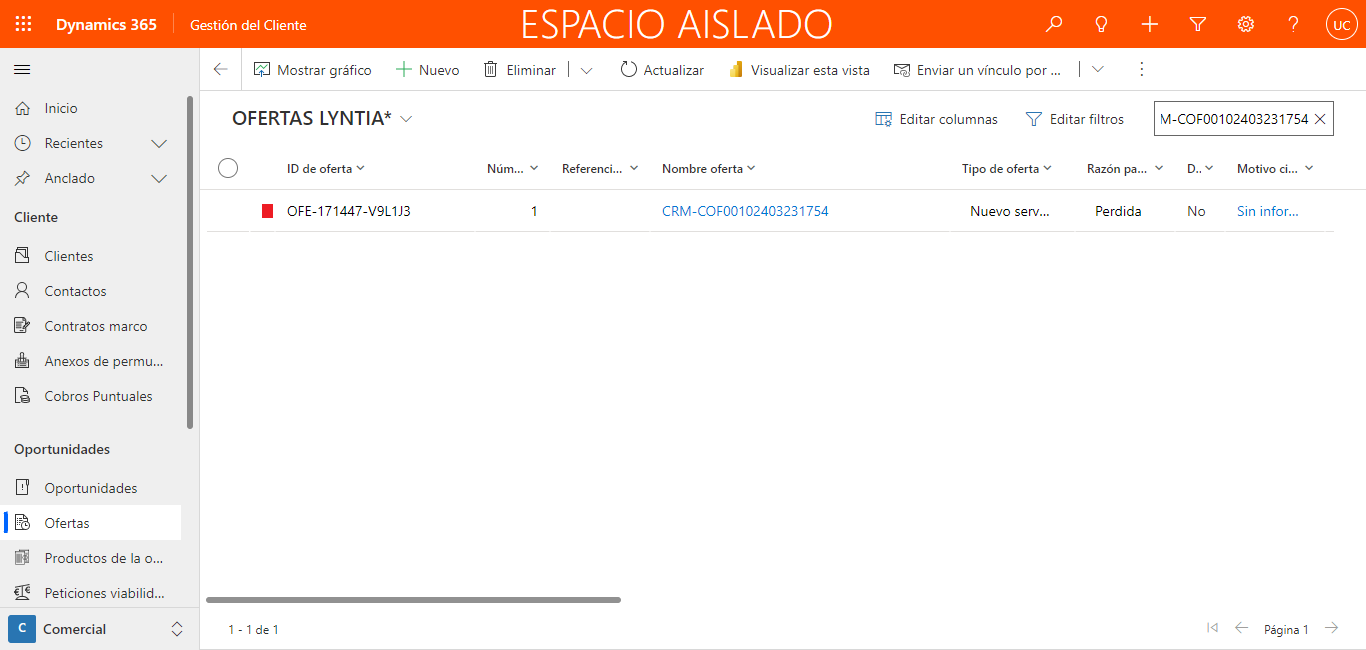 Dynamics 365
Gestión del Cliente
ESPACIO AISLADO
UC
Mostrar gráfico
Nuevo
Eliminar
Actualizar
Visualizar esta vista
Enviar un vínculo por ...
Inicio
Recientes
Anclado
Cliente
Clientes
Contactos
Contratos marco
Anexos de permu...
Cobros Puntuales
Oportunidades
Oportunidades
Ofertas
Productos de la o...
Peticiones viabilid...
C Comercial
OFERTAS LYNTIA*
Editar columnas
Editar filtros
M-COF00102403231754
ID de oferta
Núm...
Referenci...
Nombre oferta
Tipo de oferta
Razón pa...
D..
Motivo ci...
OFE-171447-V9L1J3
1
CRM-COF00102403231754
Nuevo serv...
Perdida
No
Sin infor...
1 - 1 de 1
Página 1